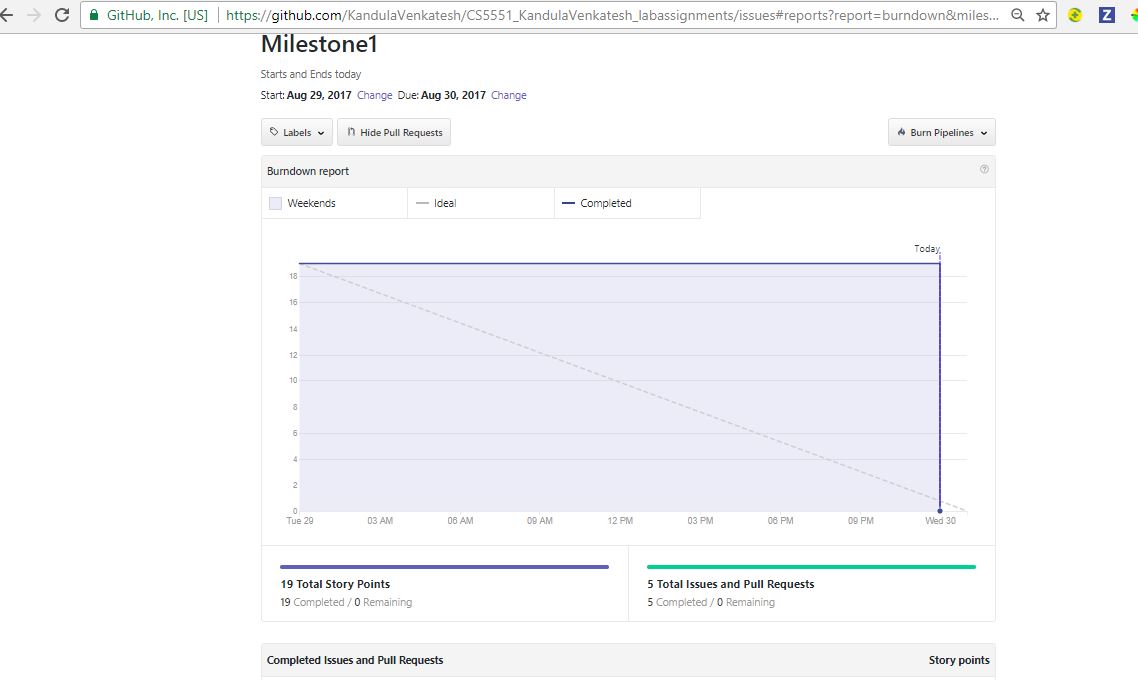 GitHub, Inc. [US] https://github.com/KandulaVenkatesh/CS5551_KandulaVenkatesh_labassignments/issues#reports?report=burndown&miles...
Z
Milestone1
Starts and Ends today
Start: Aug 29, 2017 Change Due: Aug 30, 2017 Change
Labels Hide Pull Requests Burn Pipelines
Burndown report
Weekends Ideal Completed
Today
18
16
14
12
10
8
6
4
2
0
Tue 29 03 AM 06 AM 09 AM 12 PM 03 PM 06 PM 09 PM Wed 30
19 Total Story Points 5 Total Issues and Pull Requests
19 Completed / 0 Remaining 5 Completed / 0 Remaining
Completed Issues and Pull Requests Story points